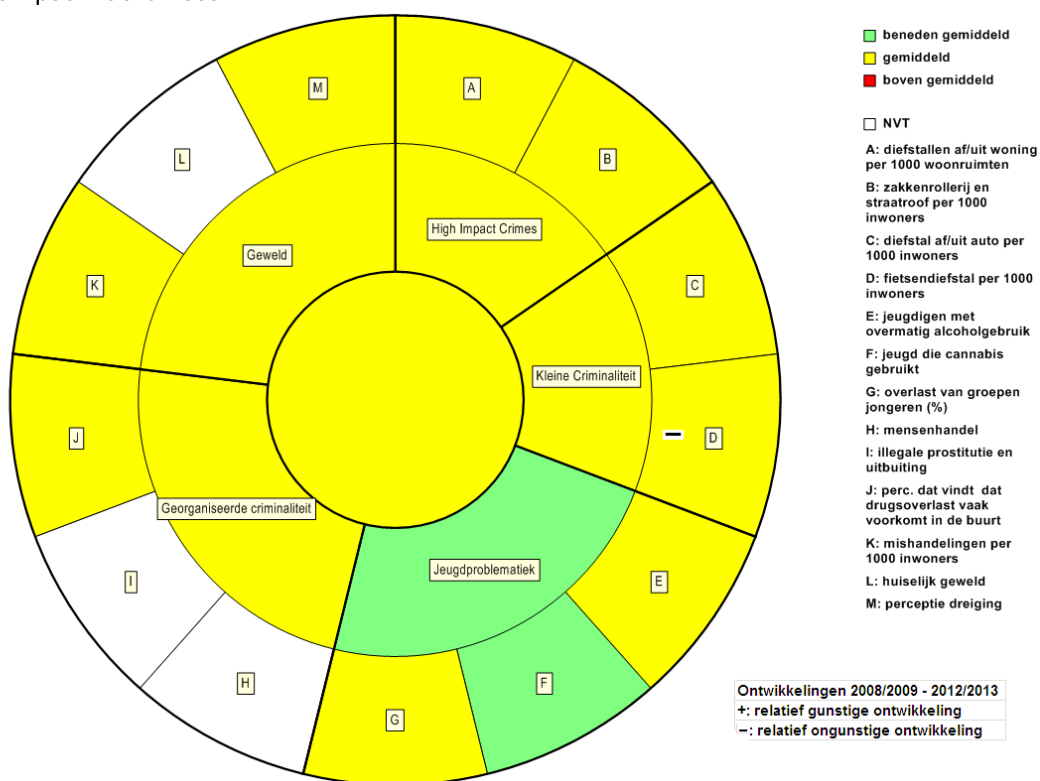 M
A
L
B
High Impact Crimes
Geweld
K
C
Kleine Criminaliteit
J
D
Georganiseerde criminaliteit
Jeugdproblematiek
I
E
H
F
G
beneden gemiddeld
gemiddeld
boven gemiddeld
NVT
A: diefstallen af/uit woning
per 1000 woonruimten
B: zakkenrollerij en
straatroof per 1000
inwoners
C: diefstal af/uit auto per
1000 inwoners
D: fietsendiefstal per 1000
inwoners
E: jeugdigen met
overmatig alcoholgebruik
F: jeugd die cannabis
gebruikt
G: overlast van groepen
jongeren (%)
H: mensenhandel
I: illegale prostitutie en
uitbuiting
J: perc. dat vindt dat
drugsoverlast vaak
voorkomt in de buurt
K: mishandelingen per
1000 inwoners
L: huiselijk geweld
M: perceptie dreiging
Ontwikkelingen 2008/2009 - 2012/2013
+: relatief gunstige ontwikkeling
−: relatief ongunstige ontwikkeling